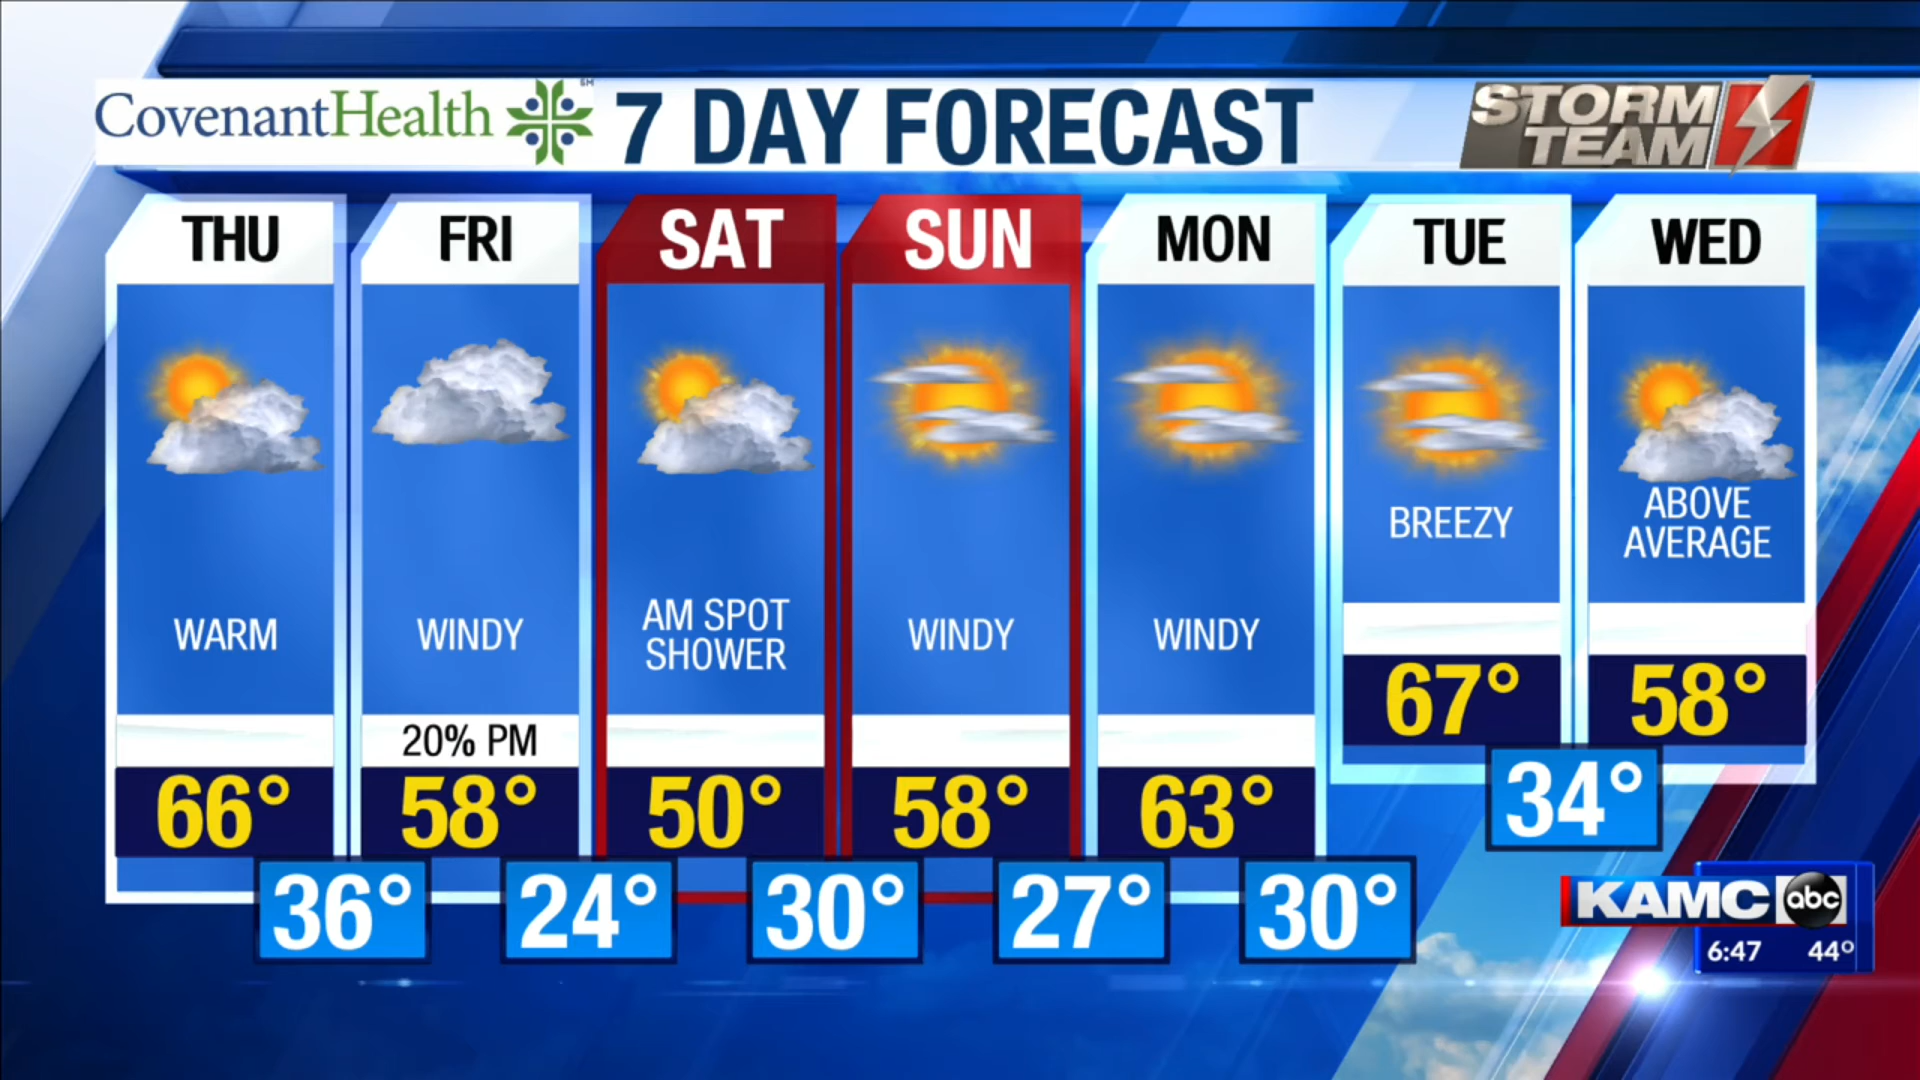 CovenantHealth SM 7 DAY FORECAST STORM TEAM
THU FRI SAT SUN MON TUE WED
WARM
WINDY
AM SPOT
SHOWER
WINDY
WINDY
BREEZY
ABOVE
AVERAGE
20% PM
66° 58° 50° 58° 63° 67° 58°
36° 24° 30° 27° 30° 34°
KAMC abc
6:47 44°